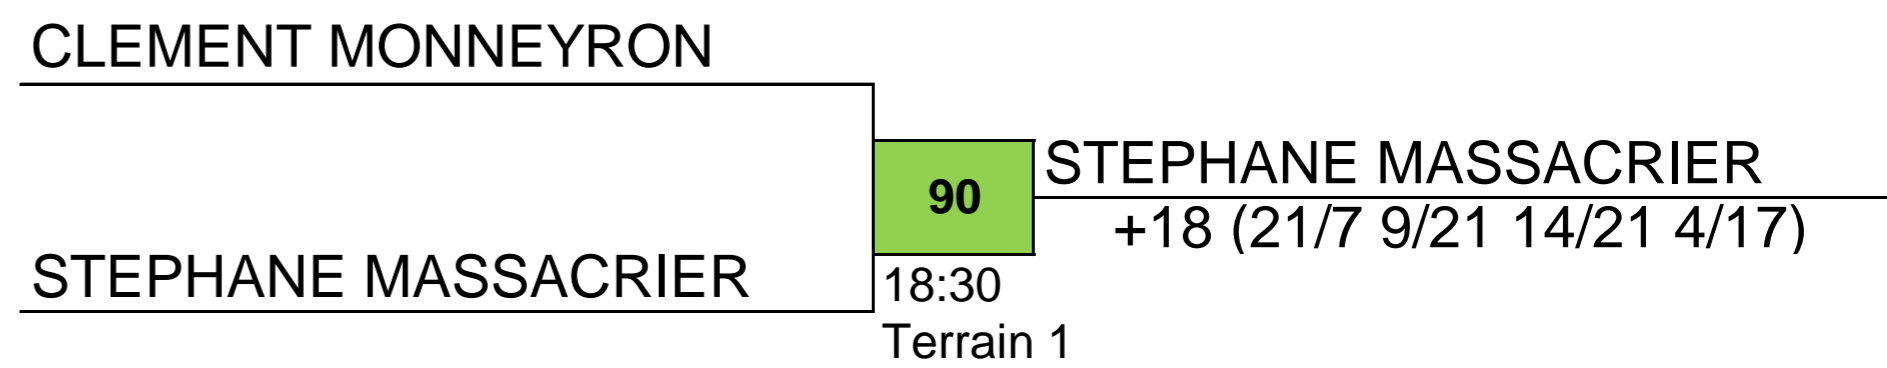 CLEMENT MONNEYRON
90
STEPHANE MASSACRIER
+18 (21/7 9/21 14/21 4/17)
STEPHANE MASSACRIER
18:30
Terrain 1